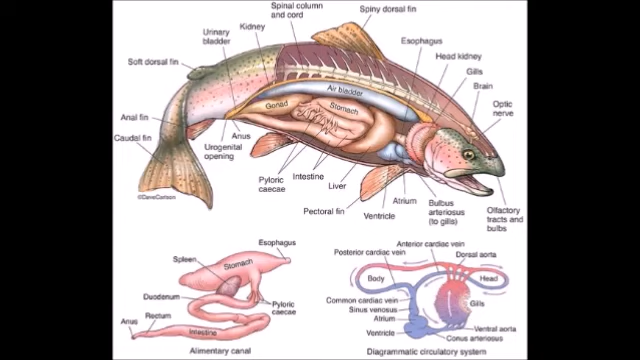 Spinal column
and cord
Spiny dorsal fin
Kidney
Urinary
bladder
Esophagus
Head kidney
Soft dorsal fin
Gills
Brain
Optic
nerve
Air bladder
Gonad
Stomach
Anal fin
Caudal fin
Anus
Urogenital
opening
Pyloric
caecae
Intestine
Liver
Pectoral fin
Ventricle
Atrium
Bulbus
arteriosus
(to gills)
Olfactory
tracts and
bulbs
©DaveCarlson
Esophagus
Spleen
Stomach
Duodenum
Pyloric
caecae
Rectum
Anus
Intestine
Alimentary canal
Anterior cardiac vein
Posterior cardiac vein
Dorsal aorta
Body
Head
Common cardiac vein
Sinus venosus
Atrium
Ventricle
Gills
Ventral aorta
Conus arteriosus
Diagrammatic circulatory system